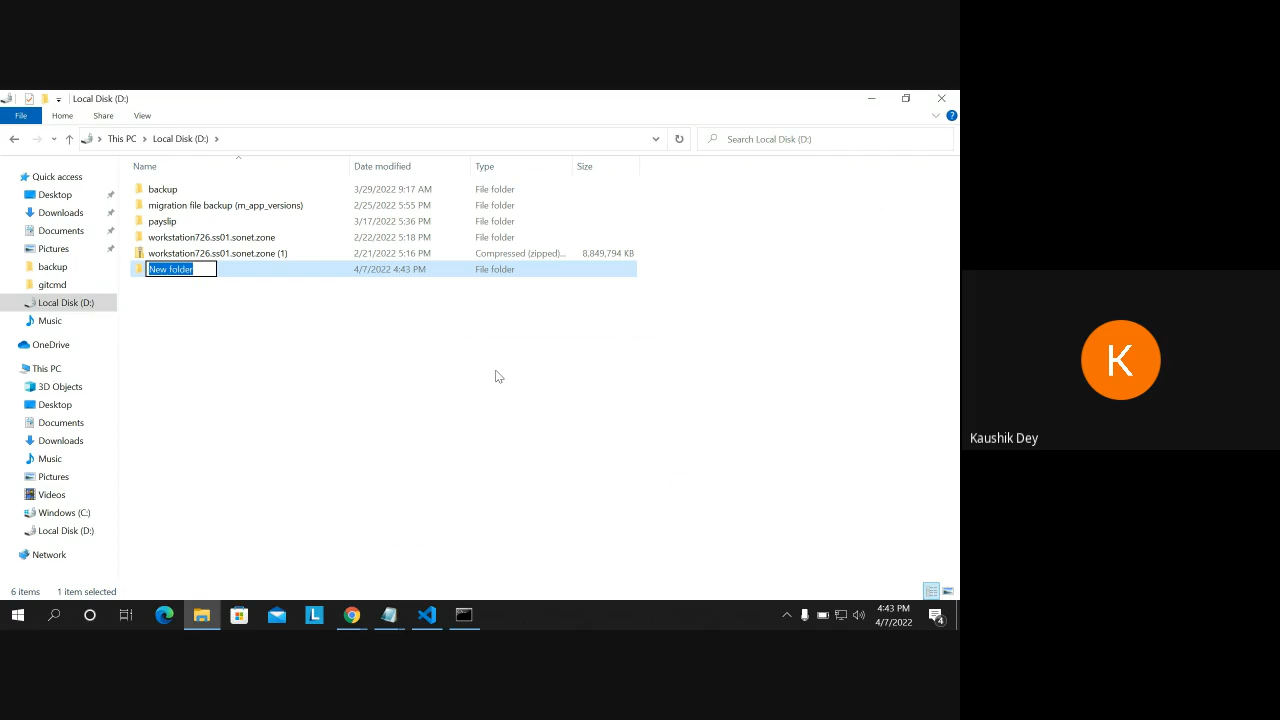 Local Disk (D:)
File Home Share View
This PC Local Disk (D:)
Search Local Disk (D:)
Name Date modified Type Size
backup 3/29/2022 9:17 AM File folder
migration file backup (m_app_versions) 2/25/2022 5:55 PM File folder
payslip 3/17/2022 5:36 PM File folder
workstation726.ss01.sonet.zone 2/22/2022 5:18 PM File folder
workstation726.ss01.sonet.zone (1) 2/21/2022 5:16 PM Compressed (zipped)... 8,849,794 KB
New folder 4/7/2022 4:43 PM File folder
Quick access
Desktop
Downloads
Documents
Pictures
backup
gitcmd
Local Disk (D:)
Music
OneDrive
This PC
3D Objects
Desktop
Documents
Downloads
Music
Pictures
Videos
Windows (C:)
Local Disk (D:)
Network
6 items 1 item selected
L
4:43 PM
4/7/2022
4
K
Kaushik Dey